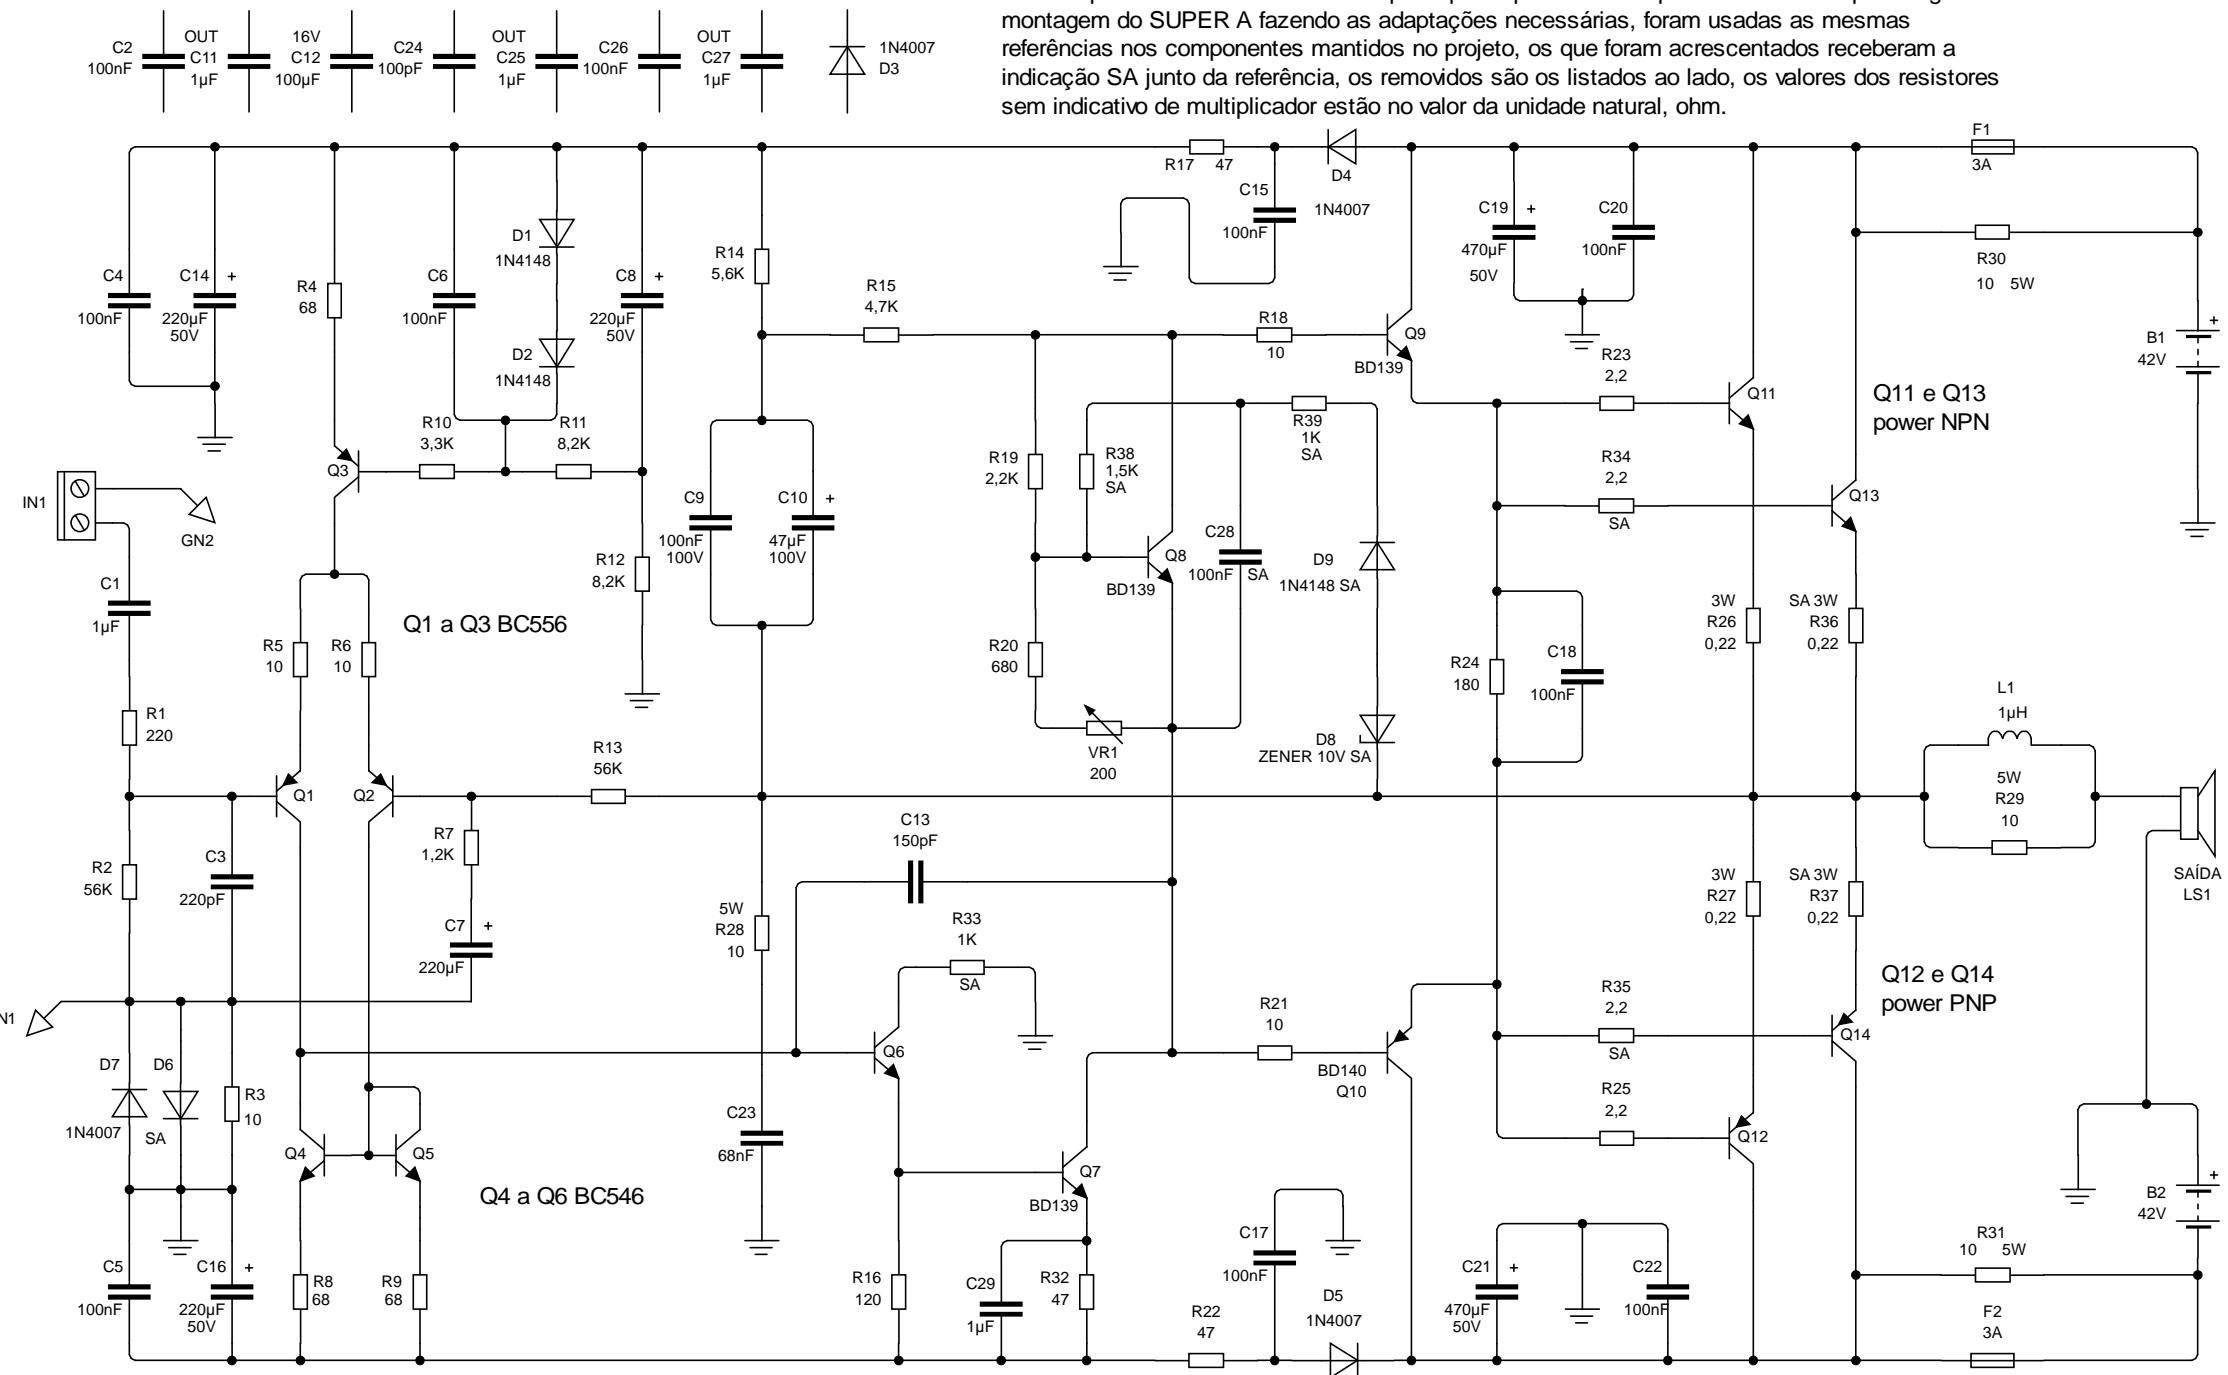 montagem do SUPER A fazendo as adaptações necessárias, foram usadas as mesmas
referências nos componentes mantidos no projeto, os que foram acrescentados receberam a
indicação SA junto da referência, os removidos são os listados ao lado, os valores dos resistores
sem indicativo de multiplicador estão no valor da unidade natural, ohm.
C2
100nF
OUT
C11
1µF
16V
C12
100µF
C24
100pF
OUT
C25
1µF
C26
100nF
OUT
C27
1µF
1N4007
D3
F1
3A
R17 47
D4
1N4007
C15
100nF
C19 +
470µF
50V
C20
100nF
R30
10 5W
+
B1
42V
C4
100nF
C14 +
220µF
50V
R4
68
C6
100nF
D1
1N4148
D2
1N4148
C8 +
220µF
50V
R14
5,6K
R15
4,7K
R18
10
Q9
BD139
R23
2,2
Q11
Q11 e Q13
power NPN
R10
3,3K
R11
8,2K
Q3
R39
1K
SA
R19
2,2K
R38
1,5K
SA
R34
2,2
SA
Q13
IN1
GN2
C9
100nF
100V
C10 +
47µF
100V
C28
100nF SA
Q8
BD139
D9
1N4148 SA
R12
8,2K
C1
1µF
Q1 a Q3 BC556
R5
10
R6
10
R20
680
3W
R26
0,22
SA 3W
R36
0,22
R24
180
C18
100nF
R1
220
VR1
200
D8
ZENER 10V SA
L1
1µH
R13
56K
Q1
Q2
5W
R29
10
SAÍDA
LS1
R7
1,2K
C13
150pF
R2
56K
C3
220pF
3W
R27
0,22
SA 3W
R37
0,22
C7 +
220µF
5W
R28
10
R33
1K
SA
Q12 e Q14
power PNP
N1
R21
10
R35
2,2
SA
Q14
Q6
BD140
Q10
D7
1N4007
D6
SA
R3
10
R25
2,2
Q12
C23
68nF
Q4
Q5
Q7
BD139
Q4 a Q6 BC546
+
B2
42V
C5
100nF
C16 +
220µF
50V
R8
68
R9
68
R16
120
C29
1µF
R32
47
C17
100nF
R22
47
D5
1N4007
C21 +
470µF
50V
C22
100nF
R31
10 5W
F2
3A